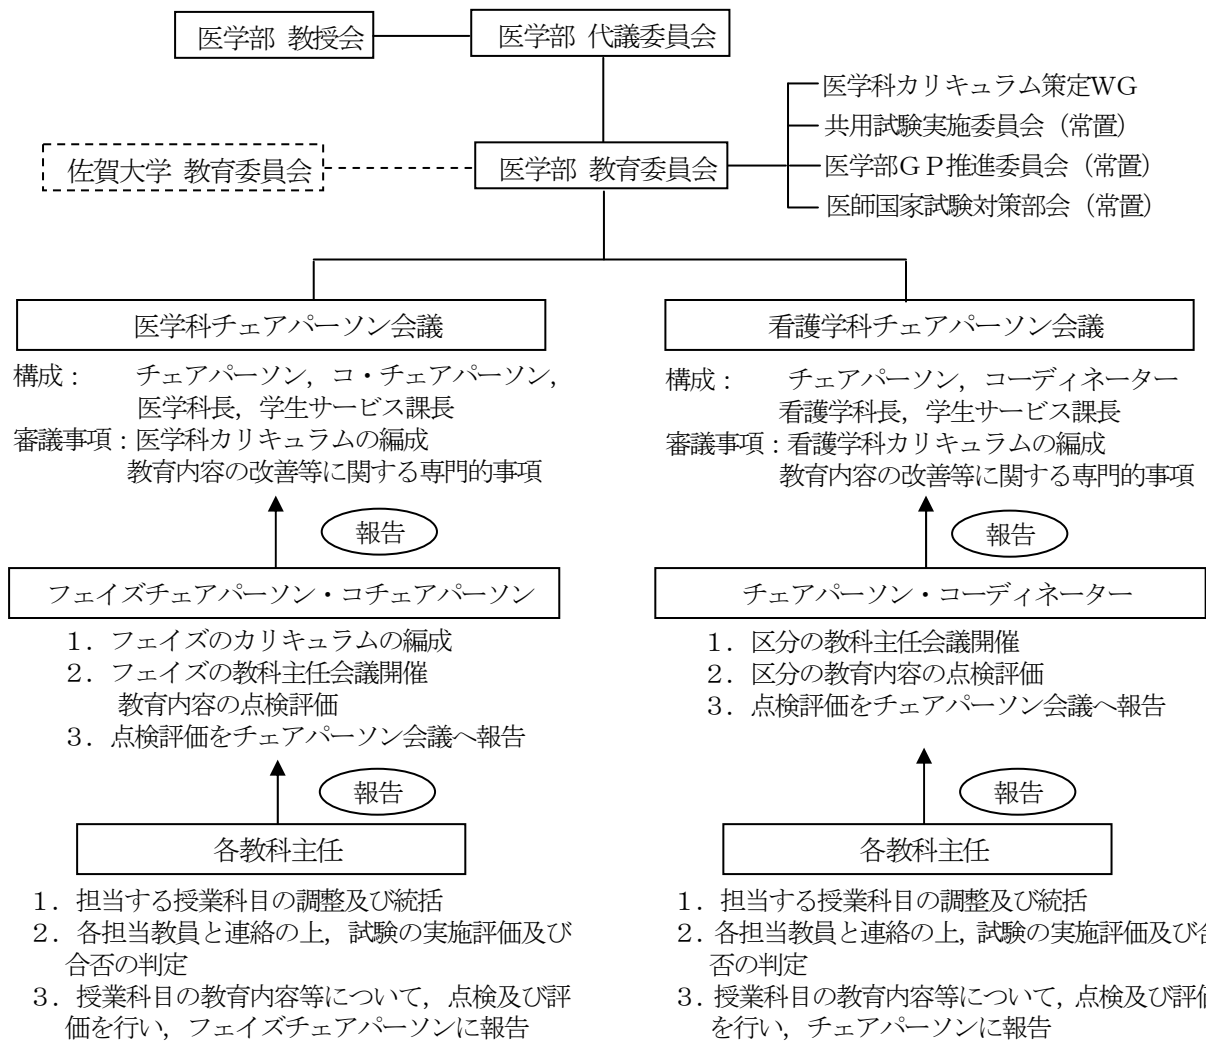 医学部 教授会
医学部 代議委員会
医学科カリキュラム策定WG
共用試験実施委員会（常置）
医学部GＰ推進委員会（常置）
医師国家試験対策部会（常置）
佐賀大学 教育委員会
医学部 教育委員会
医学科チェアパーソン会議
構成： チェアパーソン，コ・チェアパーソン，
医学科長，学生サービス課長
審議事項：医学科カリキュラムの編成
教育内容の改善等に関する専門的事項
報告
フェイズチェアパーソン・コチェアパーソン
１．フェイズのカリキュラムの編成
２．フェイズの教科主任会議開催
教育内容の点検評価
３．点検評価をチェアパーソン会議へ報告
報告
各教科主任
１．担当する授業科目の調整及び統括
２．各担当教員と連絡の上，試験の実施評価及び
合否の判定
３．授業科目の教育内容等について，点検及び評
価を行い，フェイズチェアパーソンに報告
看護学科チェアパーソン会議
構成： チェアパーソン，コーディネーター
看護学科長，学生サービス課長
審議事項：看護学科カリキュラムの編成
教育内容の改善等に関する専門的事項
報告
チェアパーソン・コーディネーター
１．区分の教科主任会議開催
２．区分の教育内容の点検評価
３．点検評価をチェアパーソン会議へ報告
報告
各教科主任
１．担当する授業科目の調整及び統括
２．各担当教員と連絡の上，試験の実施評価及び合
否の判定
３．授業科目の教育内容等について，点検及び評価
を行い，チェアパーソンに報告